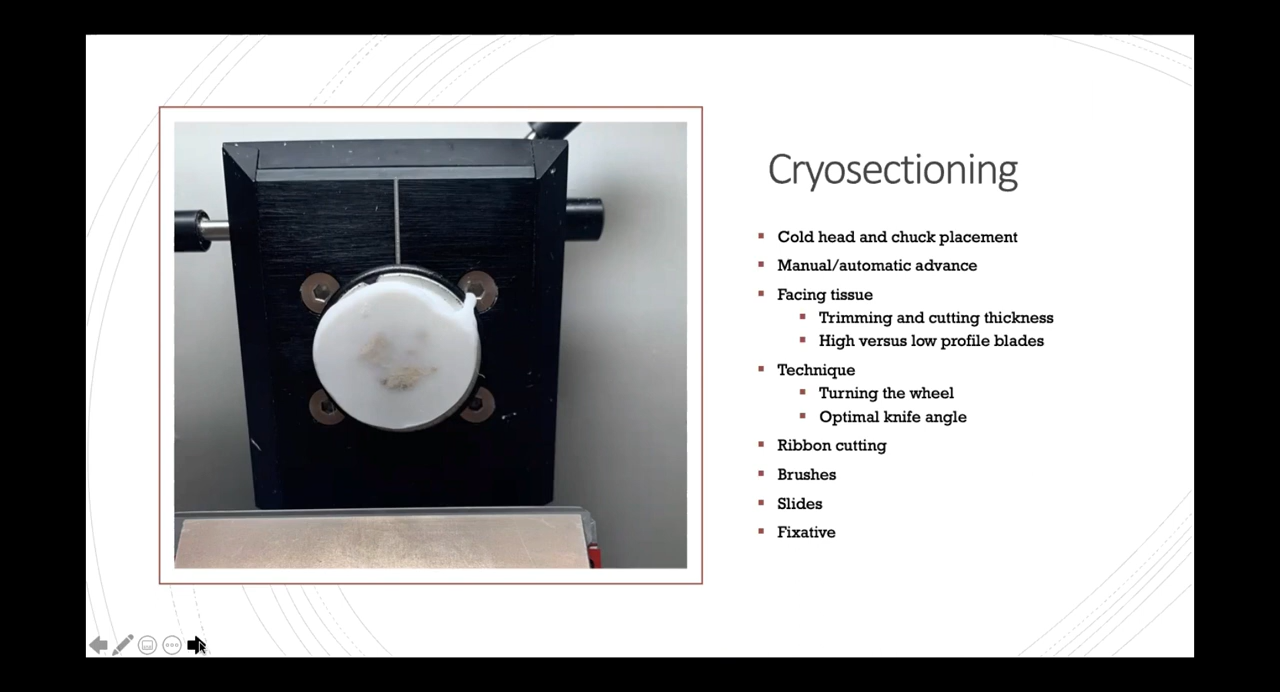 Cryosectioning
Cold head and chuck placement
Manual/automatic advance
Facing tissue
Trimming and cutting thickness
High versus low profile blades
Technique
Turning the wheel
Optimal knife angle
Ribbon cutting
Brushes
Slides
Fixative